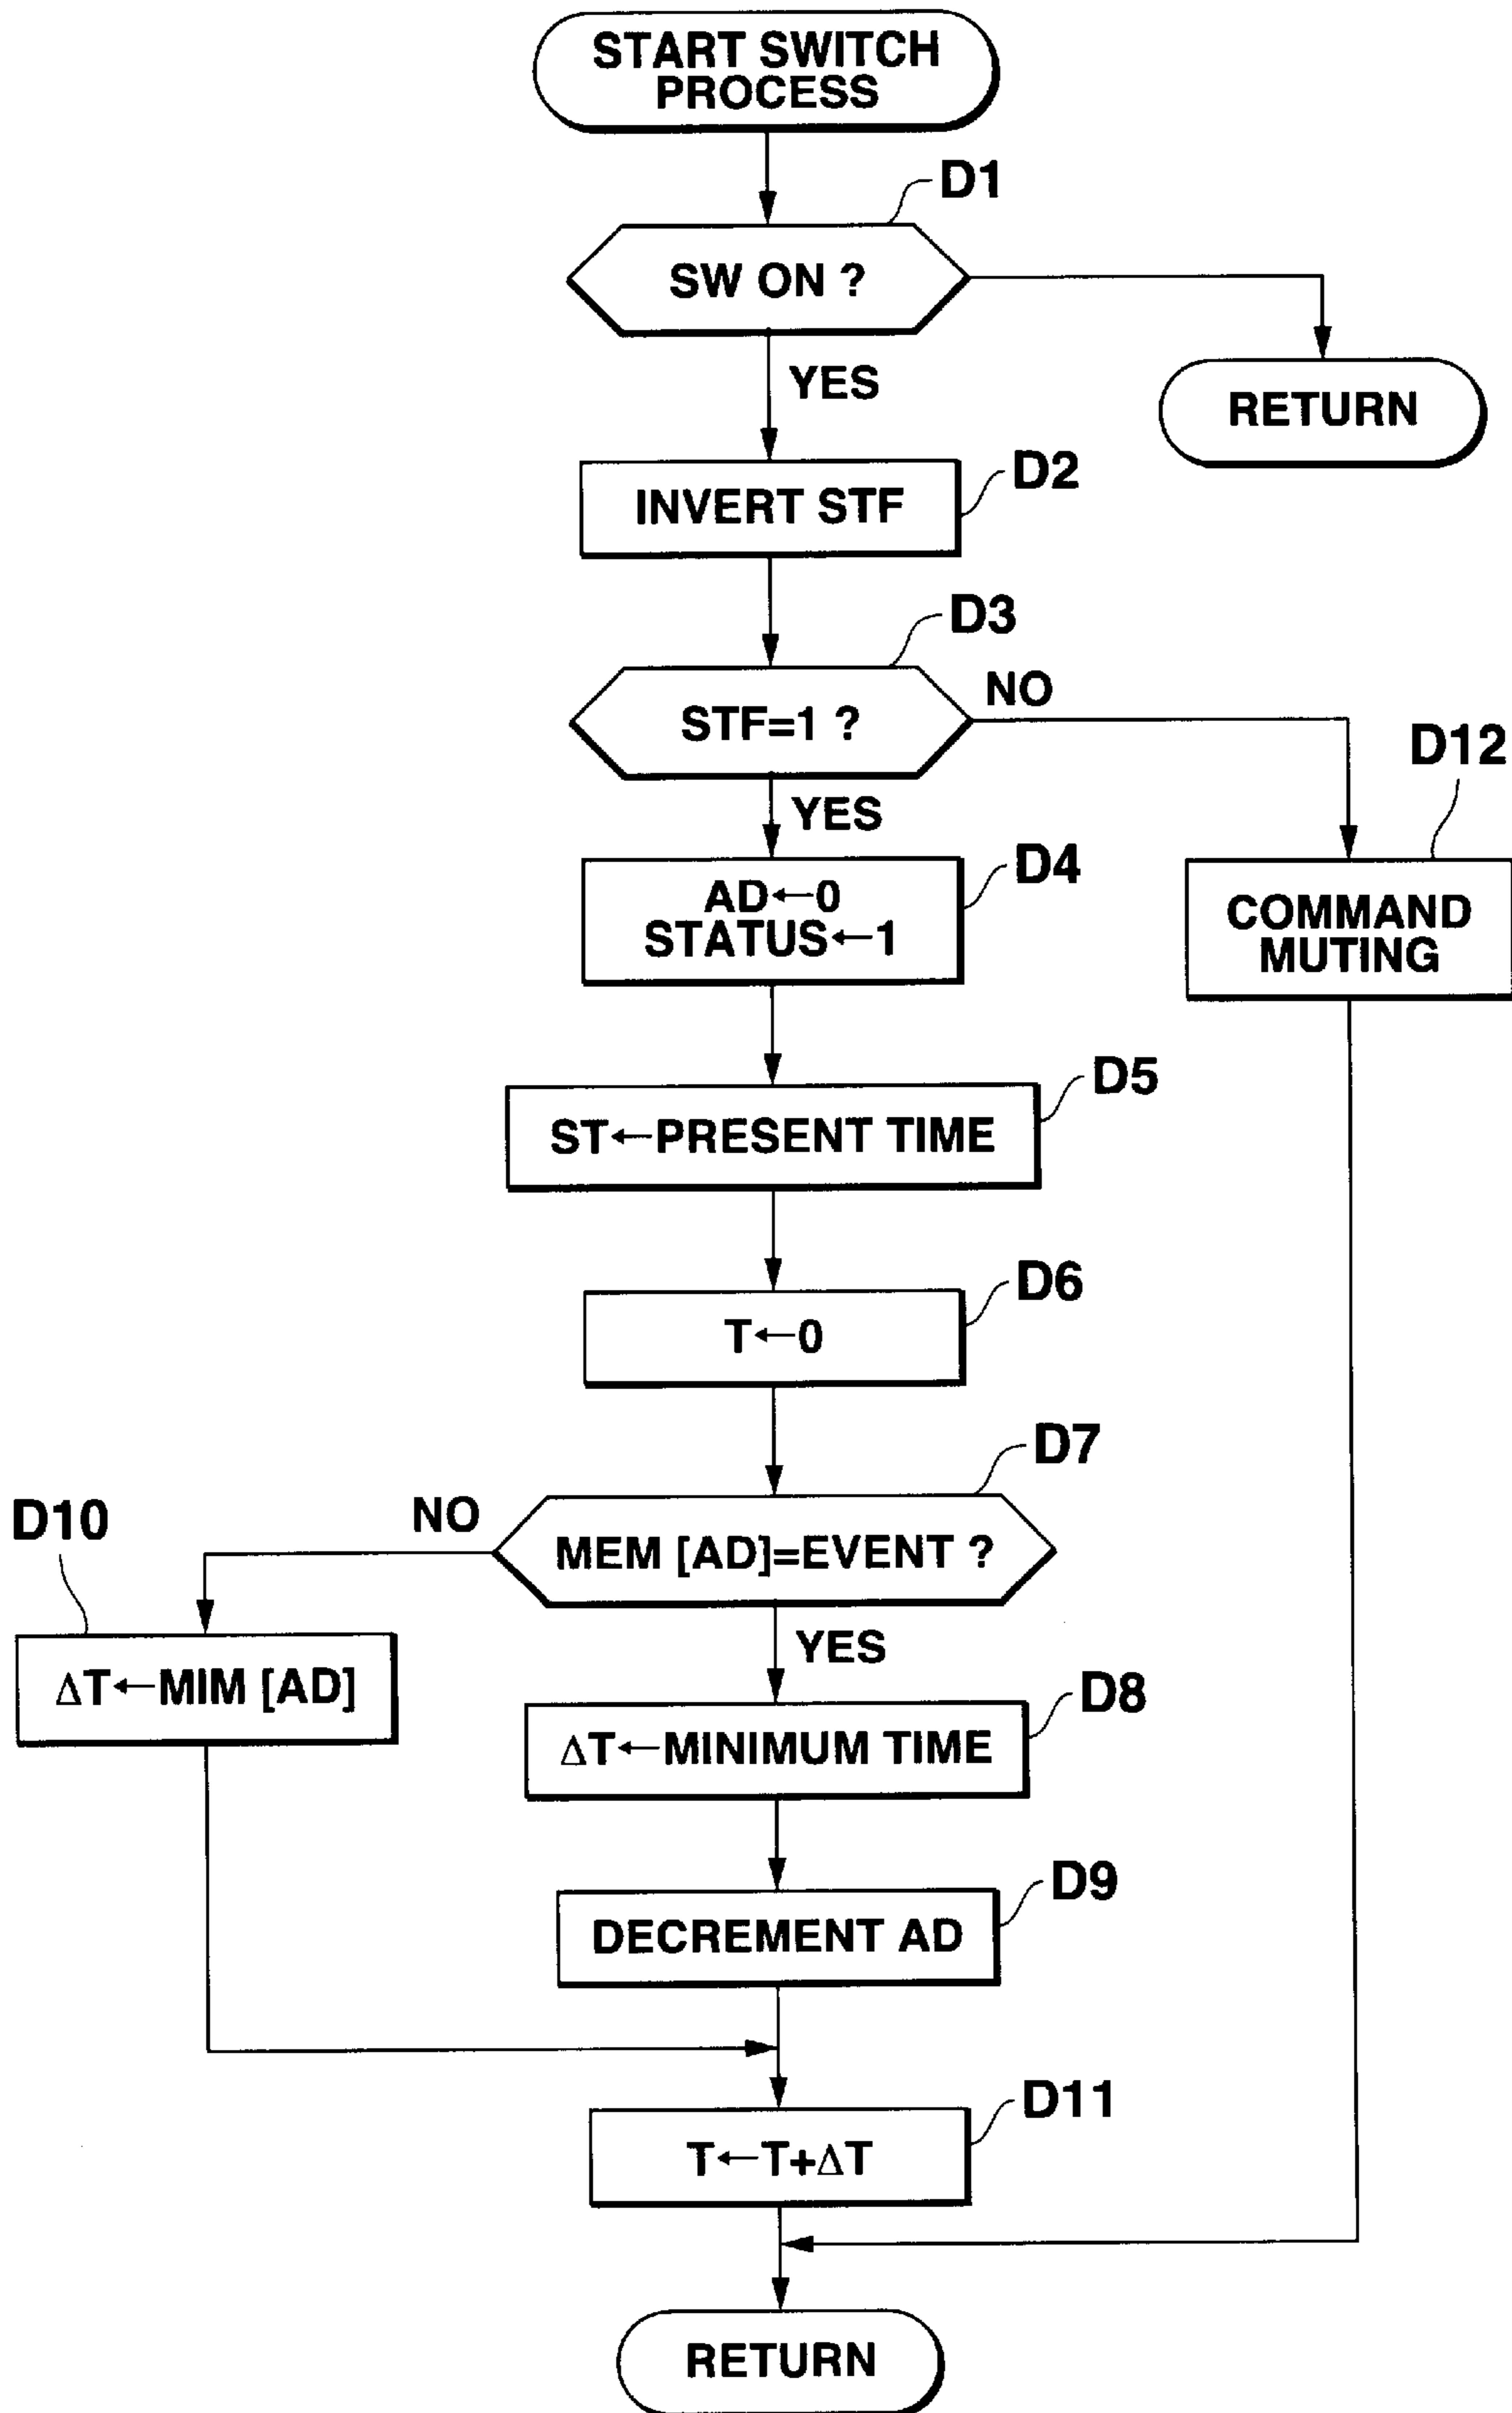 START SWITCH
PROCESS
D1
SW ON ?
YES
RETURN
D2
INVERT STF
D3
STF=1 ?
NO
D12
YES
D4
AD←0
STATUS←1
COMMAND
MUTING
D5
ST←PRESENT TIME
D6
T←0
D7
D10
NO
MEM [AD]=EVENT ?
YES
ΔT←MIM [AD]
D8
ΔT←MINIMUM TIME
D9
DECREMENT AD
D11
T←T+ΔT
RETURN